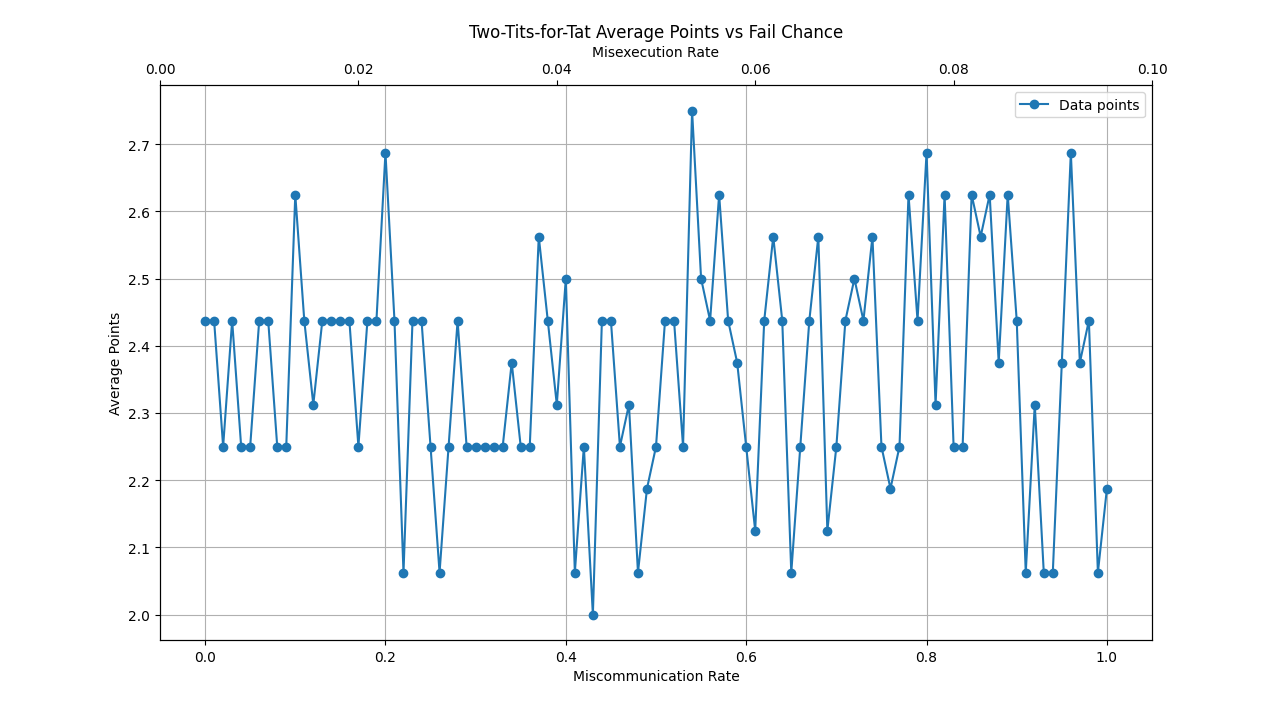 Two-Tits-for-Tat Average Points vs Fail Chance
Misexecution Rate
0.00 0.02 0.04 0.06 0.08 0.10
Data points
2.7
2.6
2.5
2.4
2.3
2.2
2.1
2.0
Average Points
0.0 0.2 0.4 0.6 0.8 1.0
Miscommunication Rate